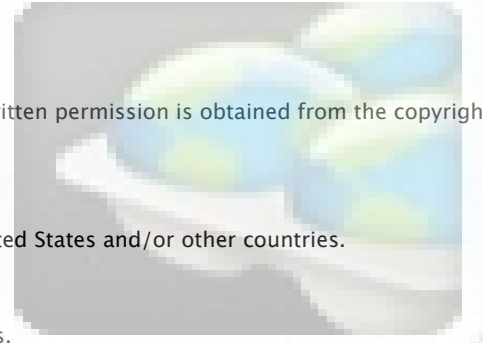 itten permission is obtained from the copyrigh
ted States and/or other countries.
s.